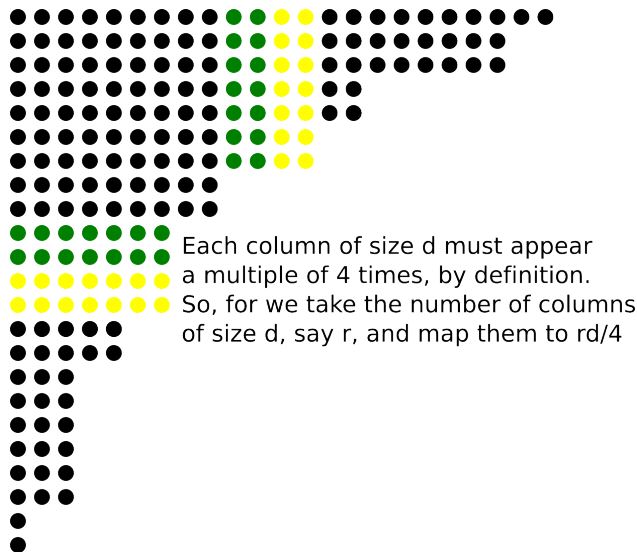 Each column of size d must appear
a multiple of 4 times, by definition.
So, for we take the number of columns
of size d, say r, and map them to rd/4